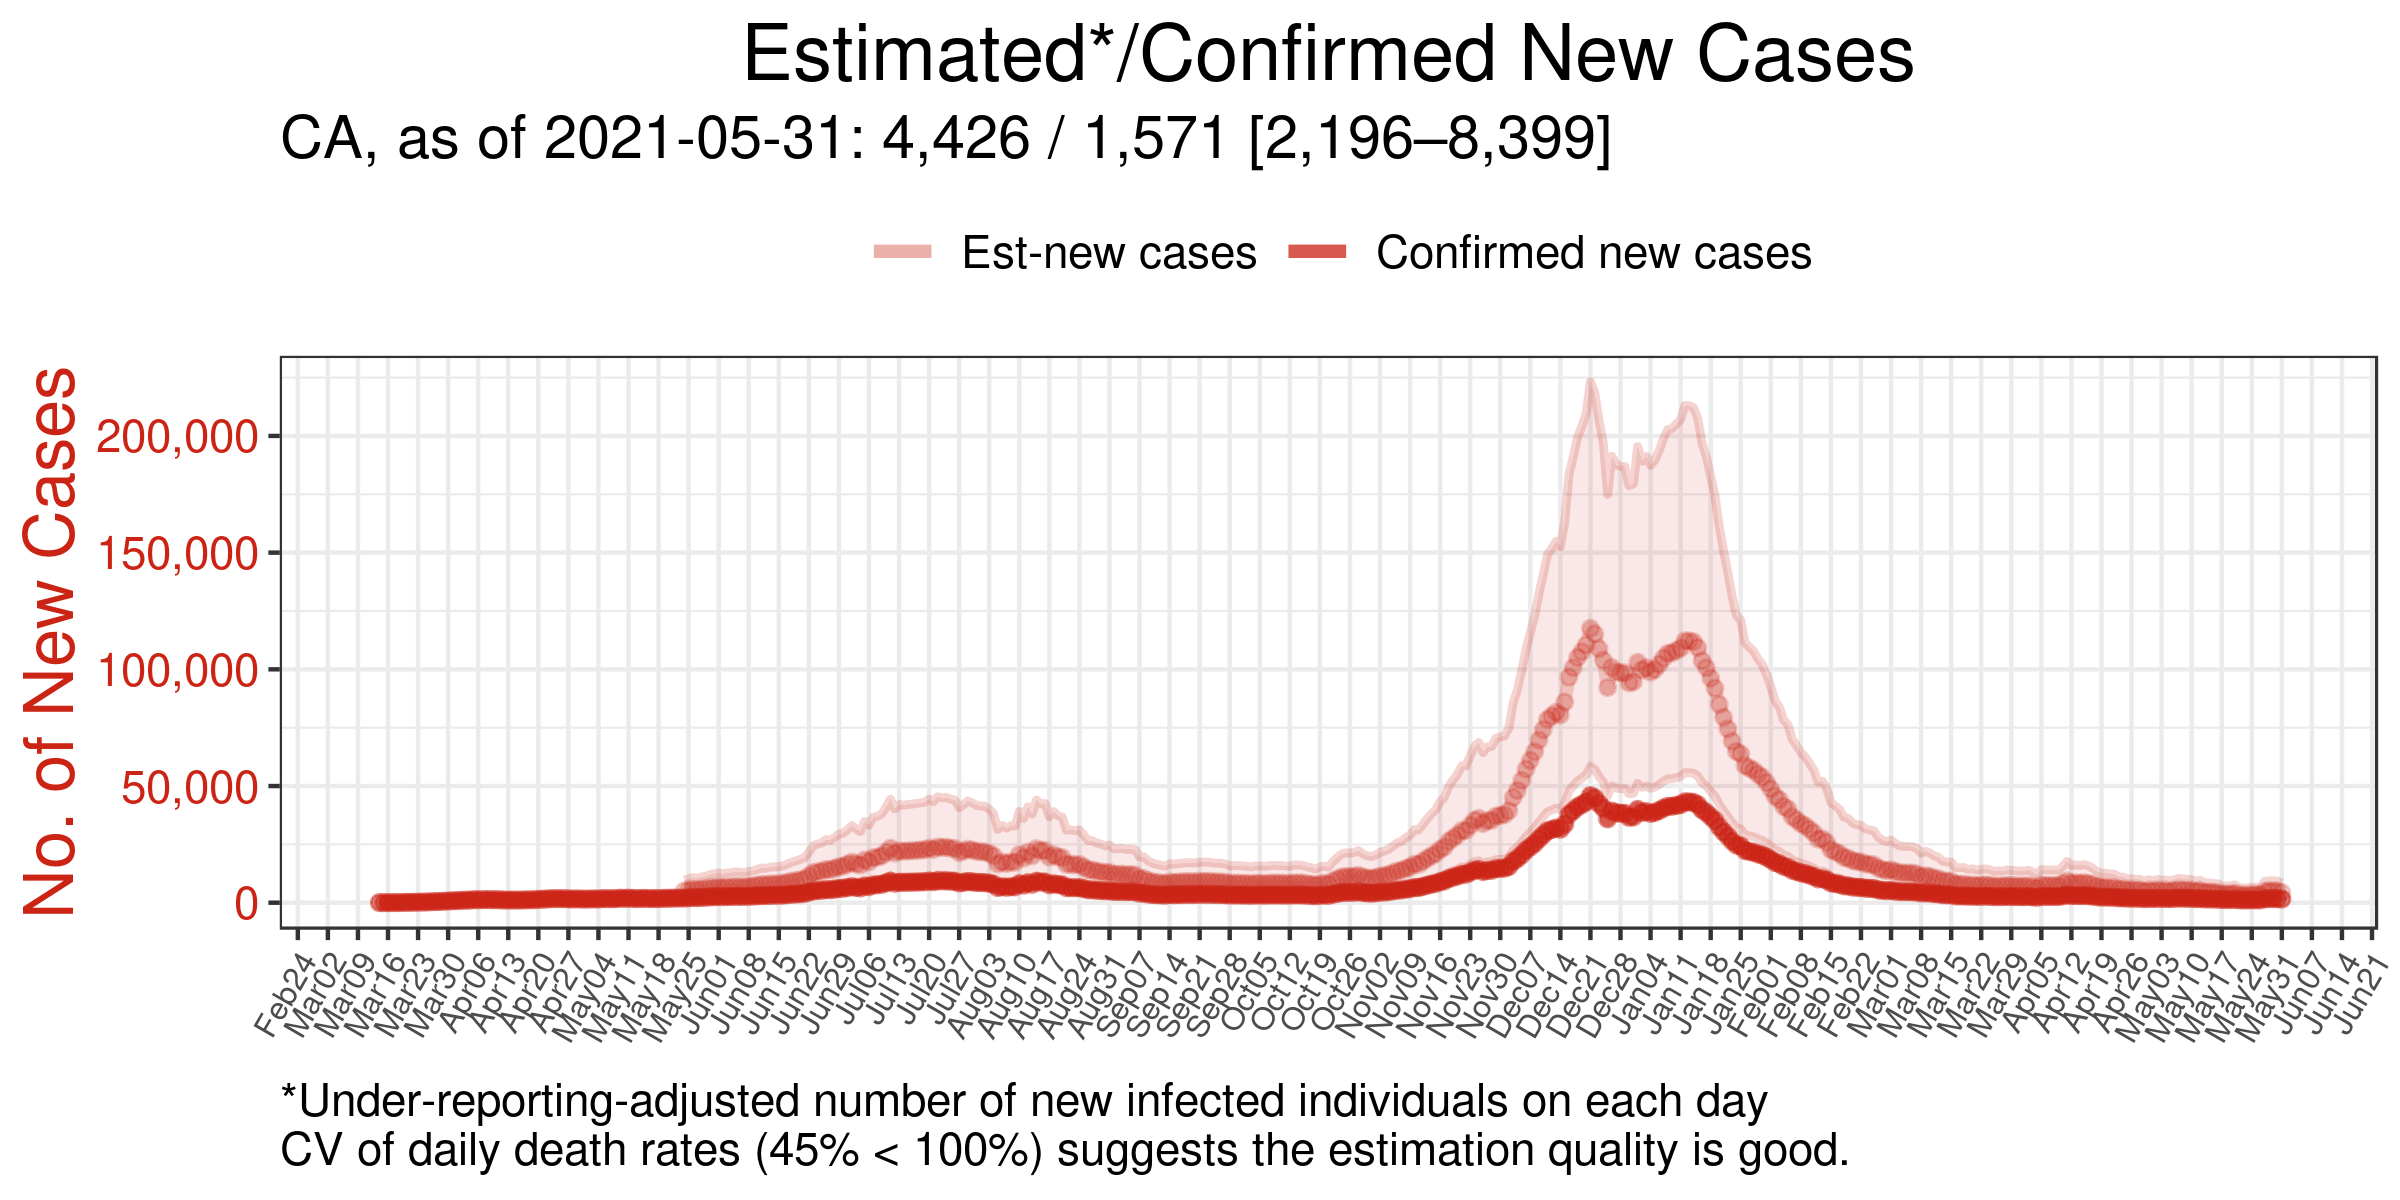 Estimated*/Confirmed New Cases
CA, as of 2021-05-31: 4,426 / 1,571 [2,196–8,399]
Est-new cases
Confirmed new cases
No. of New Cases
200,000
150,000
100,000
50,000
0
Feb24
Mar02
Mar09
Mar16
Mar23
Mar30
Apr06
Apr13
Apr20
Apr27
May04
May11
May18
May25
Jun01
Jun08
Jun15
Jun22
Jun29
Jul06
Jul13
Jul20
Jul27
Aug03
Aug10
Aug17
Aug24
Aug31
Sep07
Sep14
Sep21
Sep28
Oct05
Oct12
Oct19
Oct26
Nov02
Nov09
Nov16
Nov23
Nov30
Dec07
Dec14
Dec21
Dec28
Jan04
Jan11
Jan18
Jan25
Feb01
Feb08
Feb15
Feb22
Mar01
Mar08
Mar15
Mar22
Mar29
Apr05
Apr12
Apr19
Apr26
May03
May10
May17
May24
May31
Jun07
Jun14
Jun21
*Under-reporting-adjusted number of new infected individuals on each day
CV of daily death rates (45% < 100%) suggests the estimation quality is good.